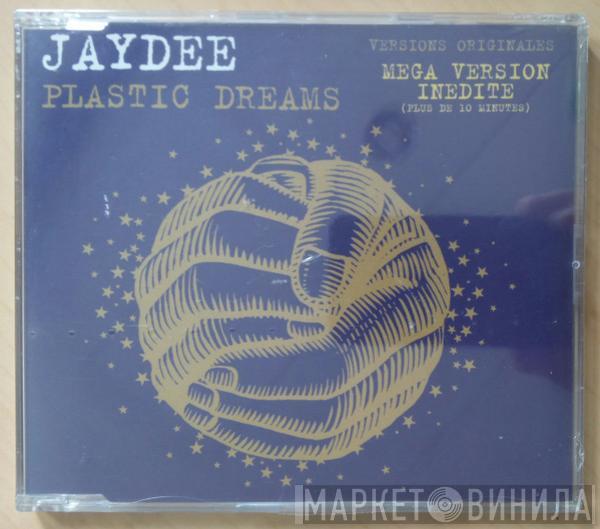 JAYDEE
PLASTIC DREAMS
VERSIONS ORIGINALES
MEGA VERSION
INEDITE
(PLUS DE 10 MINUTES)
МАРКЕТ ВИНИЛА